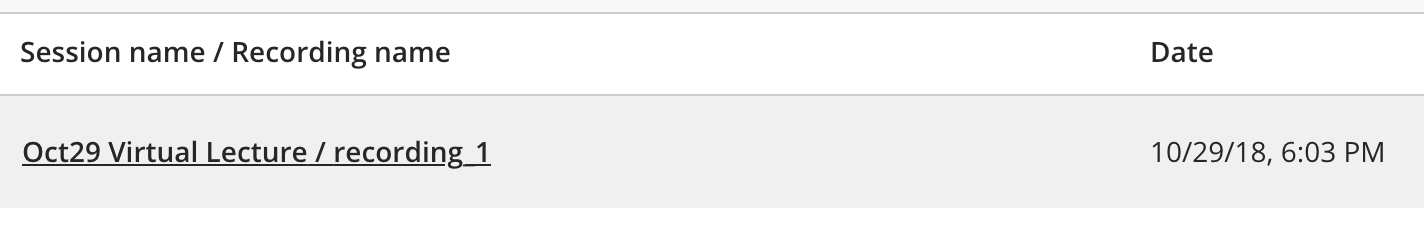 Session name / Recording name Date
Oct29 Virtual Lecture / recording_1 10/29/18, 6:03 PM